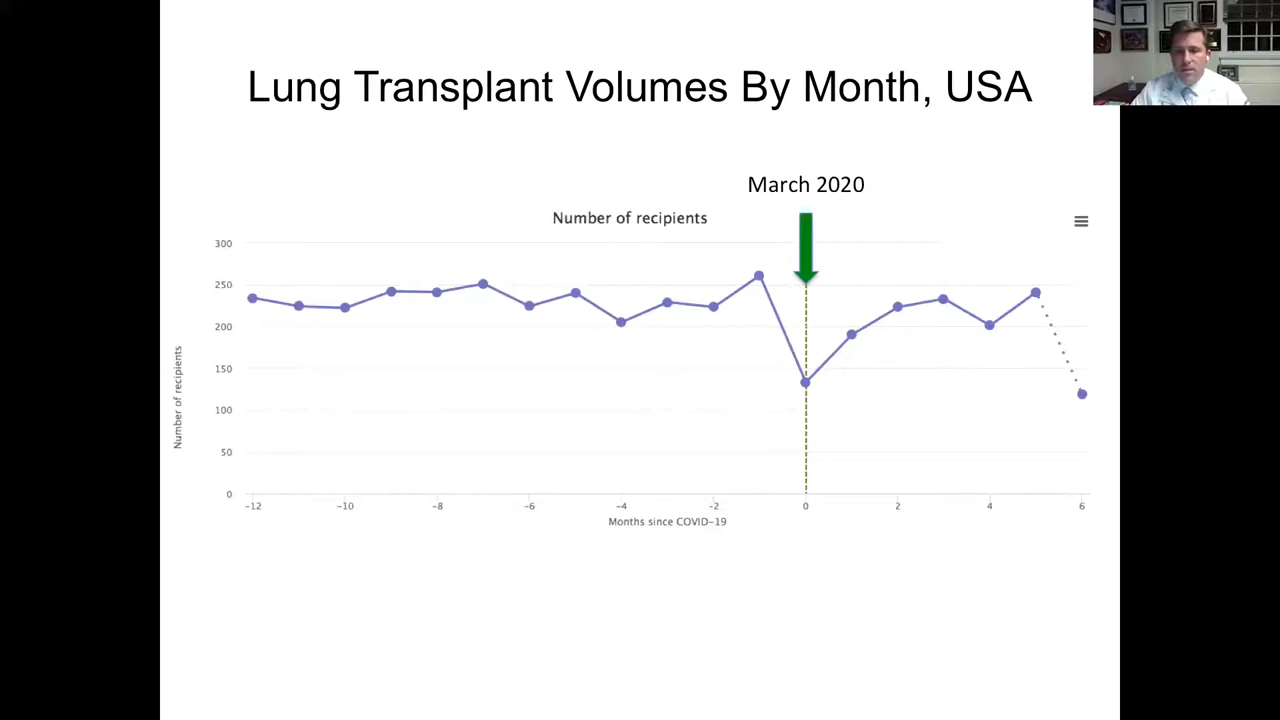 Lung Transplant Volumes By Month, USA
March 2020
Number of recipients
300
250
200
150
100
50
0
Number of recipients
-12 -10 -8 -6 -4 -2 0 2 4 6
Months since COVID-19